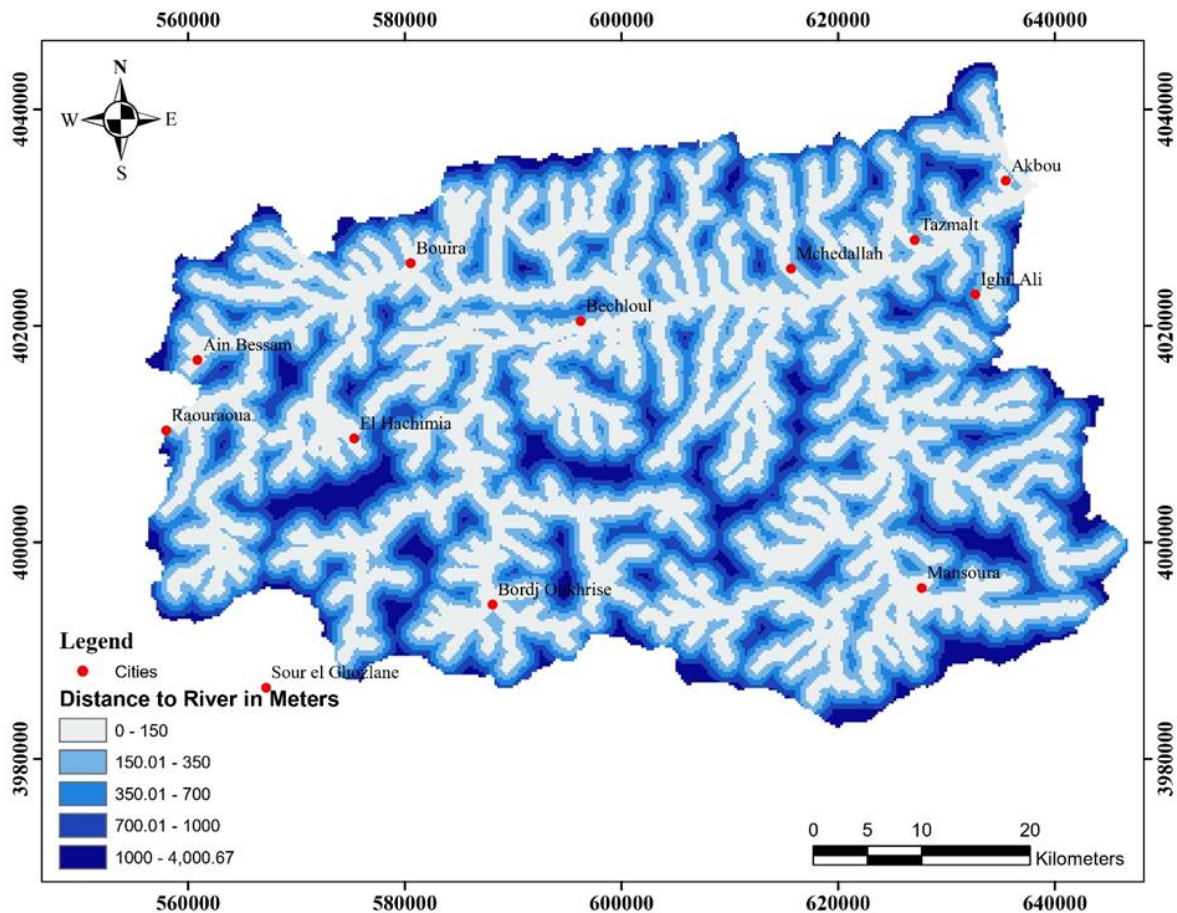 560000 580000 600000 620000 640000
4040000 4040000
N
W E
S
Akbou
Tazmalt
Bouira
Mchedallah
Ighil Ali
Bechloul
4020000 4020000
Ain Bessam
Raouraoua
El Hachimia
4000000 4000000
Mansoura
Bordj Oukhrise
Legend
Cities
Sour el Ghozlane
Distance to River in Meters
0 - 150
150.01 - 350
3980000 3980000
350.01 - 700
700.01 - 1000
1000 - 4,000.67
0 5 10 20
Kilometers
560000 580000 600000 620000 640000